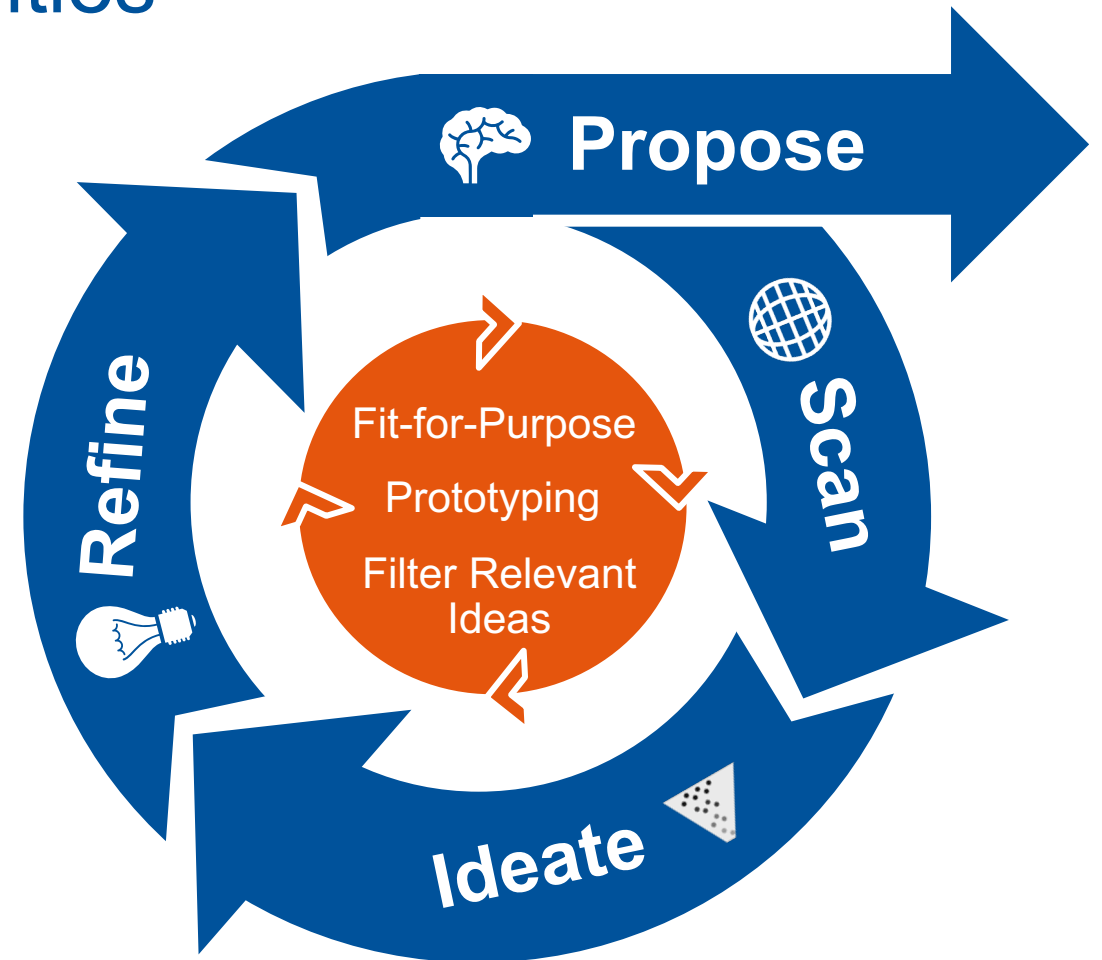 Propose
Scan
Refine
Fit-for-Purpose
Prototyping
Filter Relevant
Ideas
Ideate